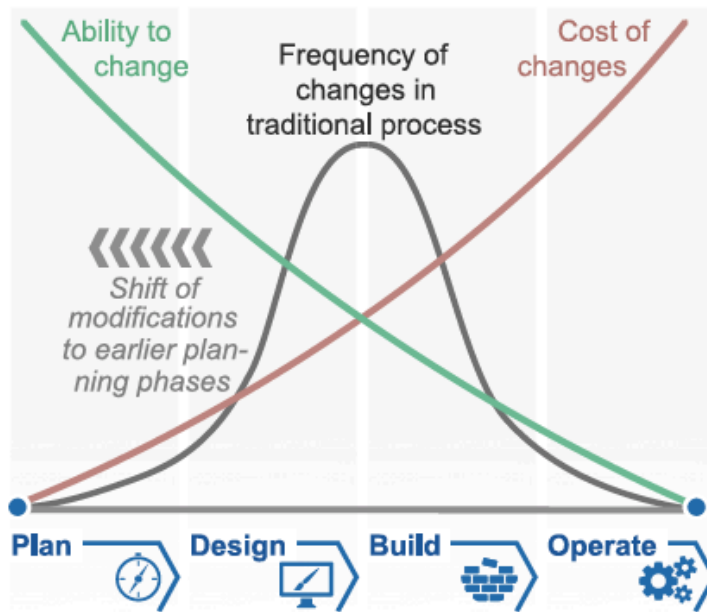 Ability to
change
Frequency of
changes in
traditional process
Cost of
changes
Shift of
modifications
to earlier plan-
ning phases
Plan
Design
Build
Operate